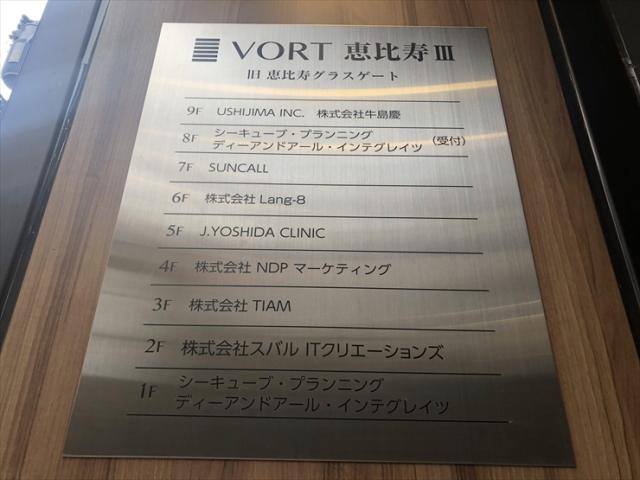 VORT 恵比寿Ⅲ
旧 恵比寿グラスゲート
9F USHIJIMA INC. 株式会社牛島慶
8F シーキューブ・プランニング
ディーアンドアール・インテグレイツ (受付)
7F SUNCALL
6F 株式会社 Lang-8
5F J.YOSHIDA CLINIC
4F 株式会社 NDP マーケティング
3F 株式会社 TIAM
2F 株式会社スバル ITクリエーションズ
1F シーキューブ・プランニング
ディーアンドアール・インテグレイツ